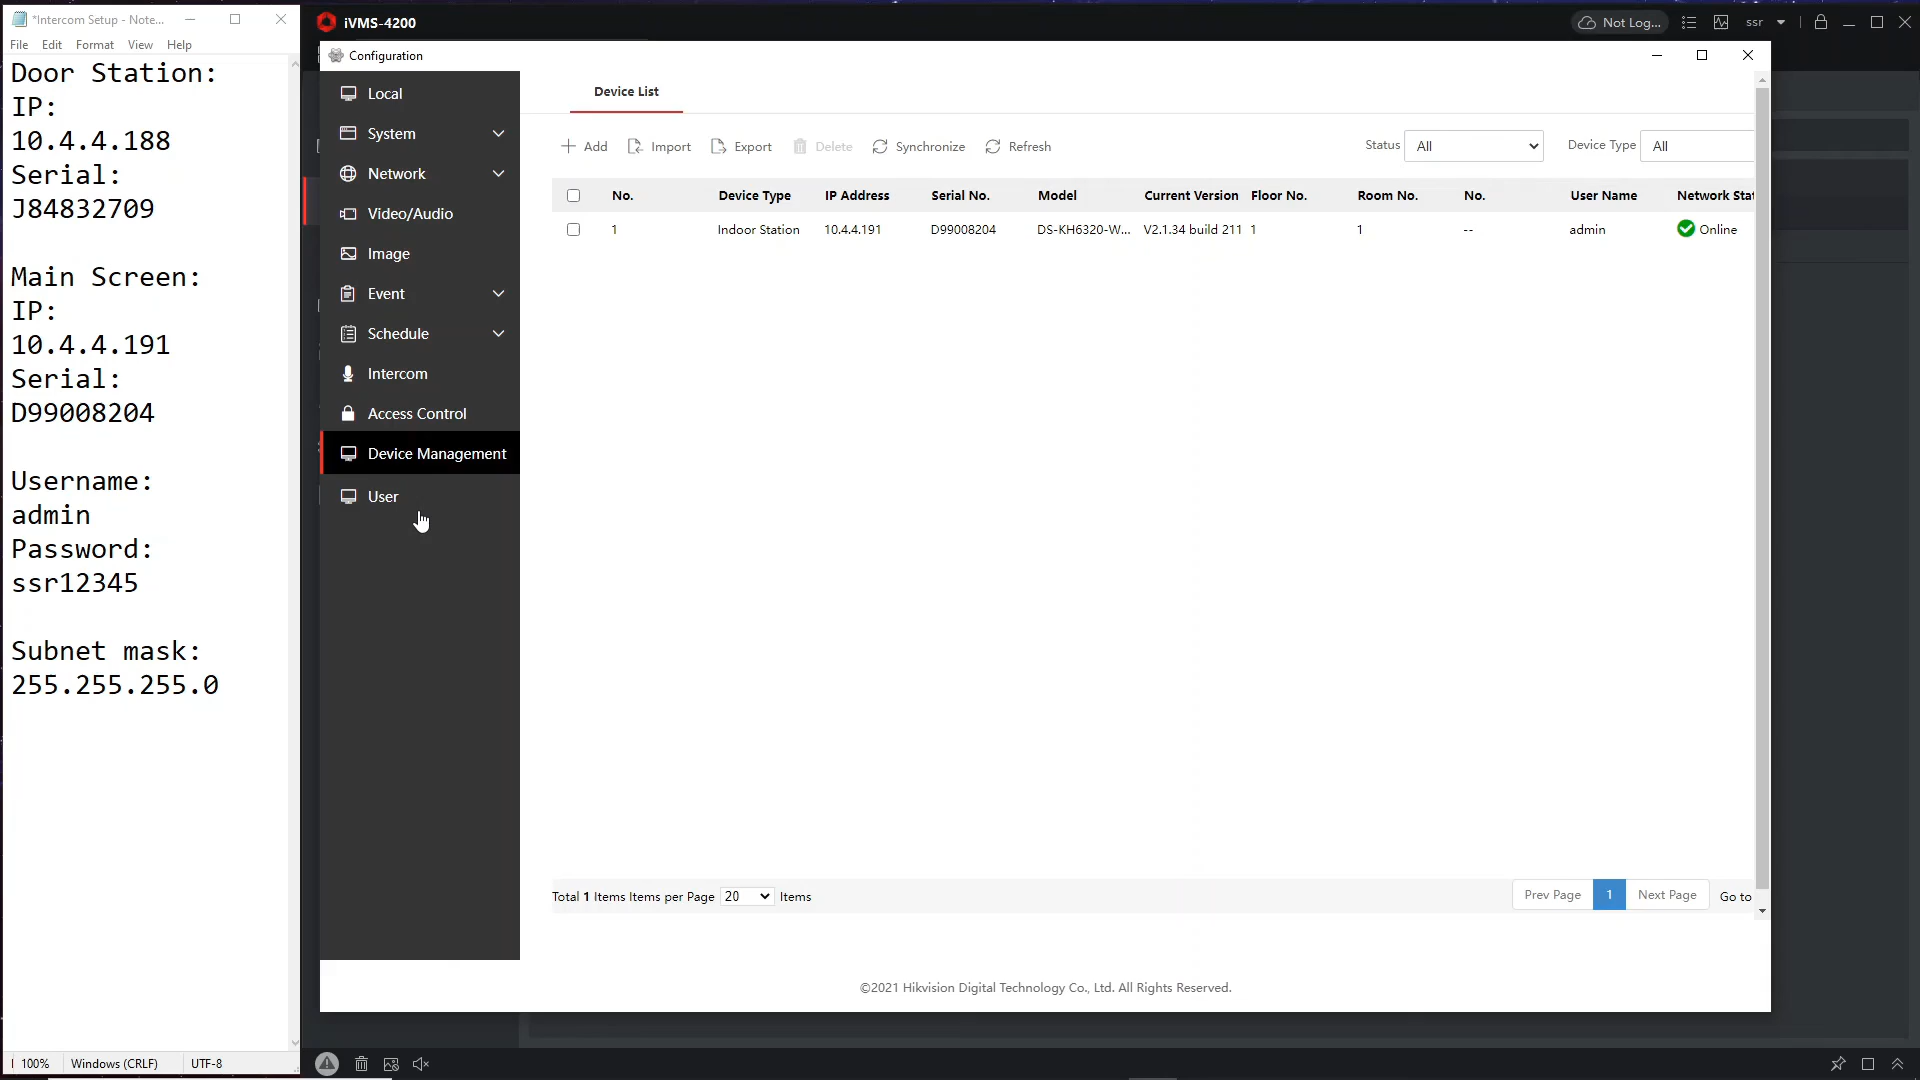 *Intercom Setup - Note...
File Edit Format View Help
Door Station:
IP:
10.4.4.188
Serial:
J84832709
Main Screen:
IP:
10.4.4.191
Serial:
D99008204
Username:
admin
Password:
ssr12345
Subnet mask:
255.255.255.0
100% Windows (CRLF) UTF-8
iVMS-4200
Not Log...
ssr
Configuration
Local
System
Network
Video/Audio
Image
Event
Schedule
Intercom
Access Control
Device Management
User
Device List
Add Import Export Delete Synchronize Refresh Status All Device Type All
No. Device Type IP Address Serial No. Model Current Version Floor No. Room No. No. User Name Network Stat
1 Indoor Station 10.4.4.191 D99008204 DS-KH6320-W... V2.1.34 build 211 1 1 -- admin Online
Total 1 Items Items per Page 20 Items Prev Page 1 Next Page Go to
©2021 Hikvision Digital Technology Co., Ltd. All Rights Reserved.